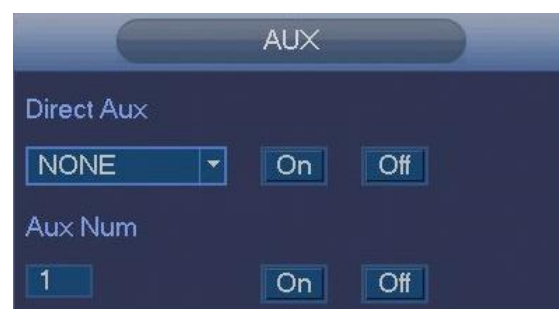 AUX
Direct Aux
NONE On Off
Aux Num
1 On Off